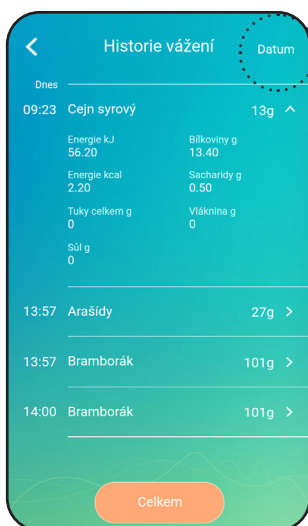 Historie vážení
Datum
Dnes
09:23 Cejn syrový 13g
Energie kJ Bílkoviny g
56.20 13.40
Energie kcal Sacharidy g
2.20 0.50
Tuky celkem g Vláknina g
0 0
Sůl g
0
13:57 Arašídy 27g
13:57 Bramborák 101g
14:00 Bramborák 101g
Celkem